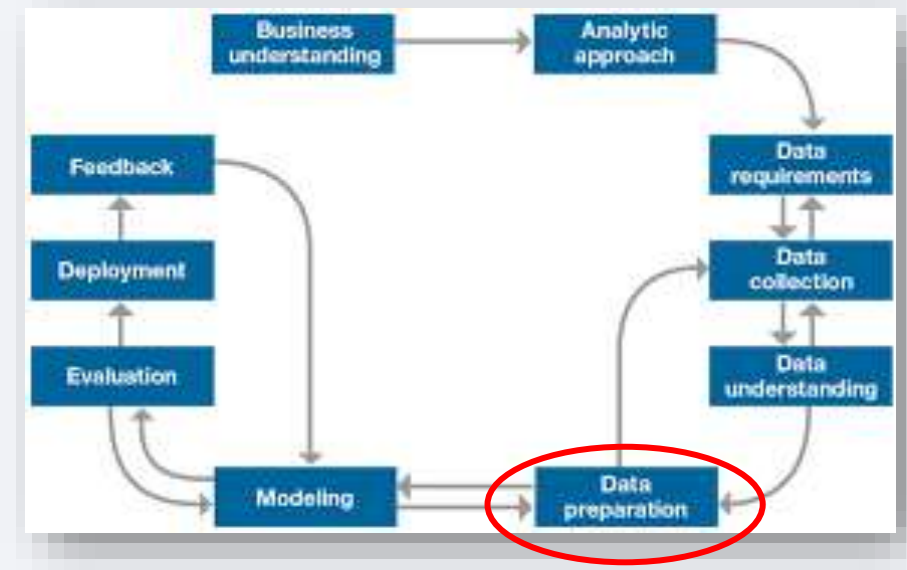 Business
understanding
Analytic
approach
Data
requirements
Data
collection
Data
understanding
Data
preparation
Modeling
Evaluation
Deployment
Feedback